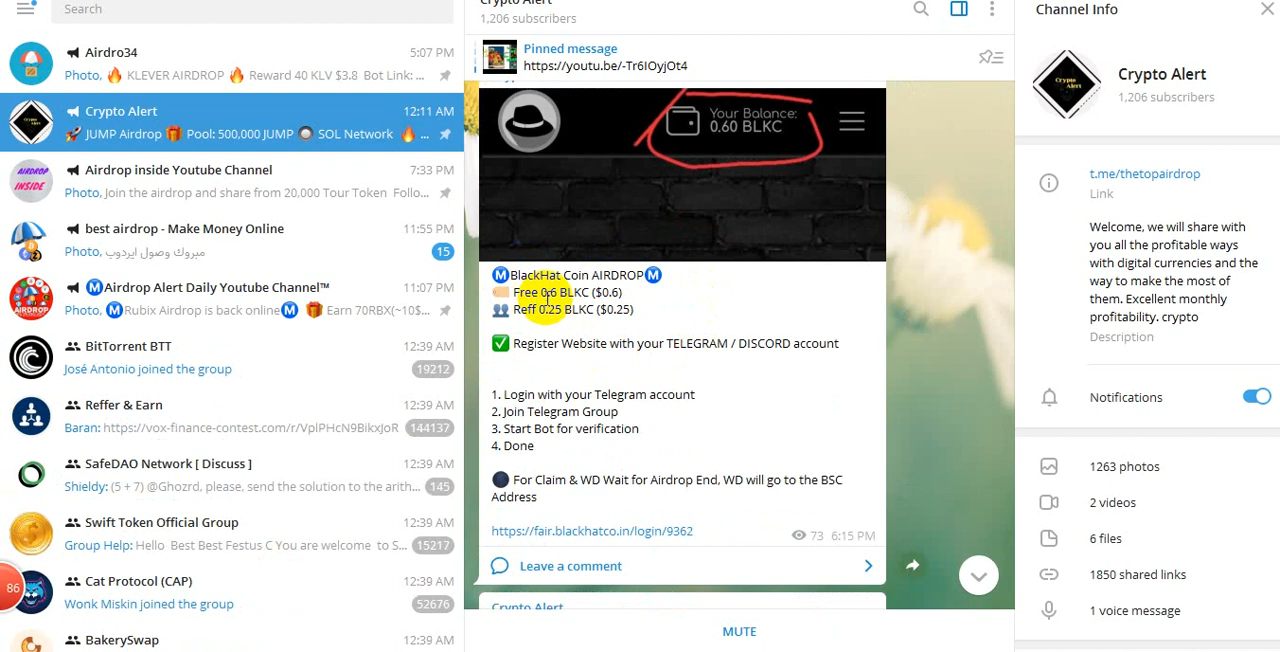 Search
Airdro34
5:07 PM
Photo, 🔥 KLEVER AIRDROP 🔥 Reward 40 KLV $3.8 Bot Link: ...
Crypto Alert
12:11 AM
🚀 JUMP Airdrop 🎁 Pool: 500,000 JUMP 🔘 SOL Network 🔥 ...
Airdrop inside Youtube Channel
7:33 PM
Photo, Join the airdrop and share from 20,000 Tour Token Follo...
best airdrop - Make Money Online
11:55 PM
Photo, مبروك وصول ايردوب
15
Ⓜ️Airdrop Alert Daily Youtube Channel™
11:07 PM
Photo, Ⓜ️Rubix Airdrop is back onlineⓂ️ 🎁 Earn 70RBX(~10$...
BitTorrent BTT
12:39 AM
José Antonio joined the group
19212
Reffer & Earn
12:39 AM
Baran: https://vox-finance-contest.com/r/VplPHcN9BikxJoR
144137
SafeDAO Network [ Discuss ]
12:39 AM
Shieldy: (5 + 7) @Ghozrd, please, send the solution to the arith...
145
Swift Token Official Group
12:39 AM
Group Help: Hello Best Best Festus C You are welcome to S...
15217
Cat Protocol (CAP)
12:39 AM
Wonk Miskin joined the group
52676
BakerySwap
12:39 AM
86
1,206 subscribers
Pinned message
https://youtu.be/-Tr6IOyjOt4
Your Balance:
0.60 BLKC
Ⓜ️BlackHat Coin AIRDROPⓂ️
Free 0.6 BLKC ($0.6)
👥 Reff 0.25 BLKC ($0.25)
✅ Register Website with your TELEGRAM / DISCORD account
1. Login with your Telegram account
2. Join Telegram Group
3. Start Bot for verification
4. Done
🌑 For Claim & WD Wait for Airdrop End, WD will go to the BSC
Address
https://fair.blackhatco.in/login/9362
73 6:15 PM
Leave a comment
Crypto Alert
MUTE
Channel Info
Crypto Alert
1,206 subscribers
t.me/thetopairdrop
Link
Welcome, we will share with
you all the profitable ways
with digital currencies and
the way to make the most of
them. Excellent monthly
profitability. crypto
Description
Notifications
1263 photos
2 videos
6 files
1850 shared links
1 voice message